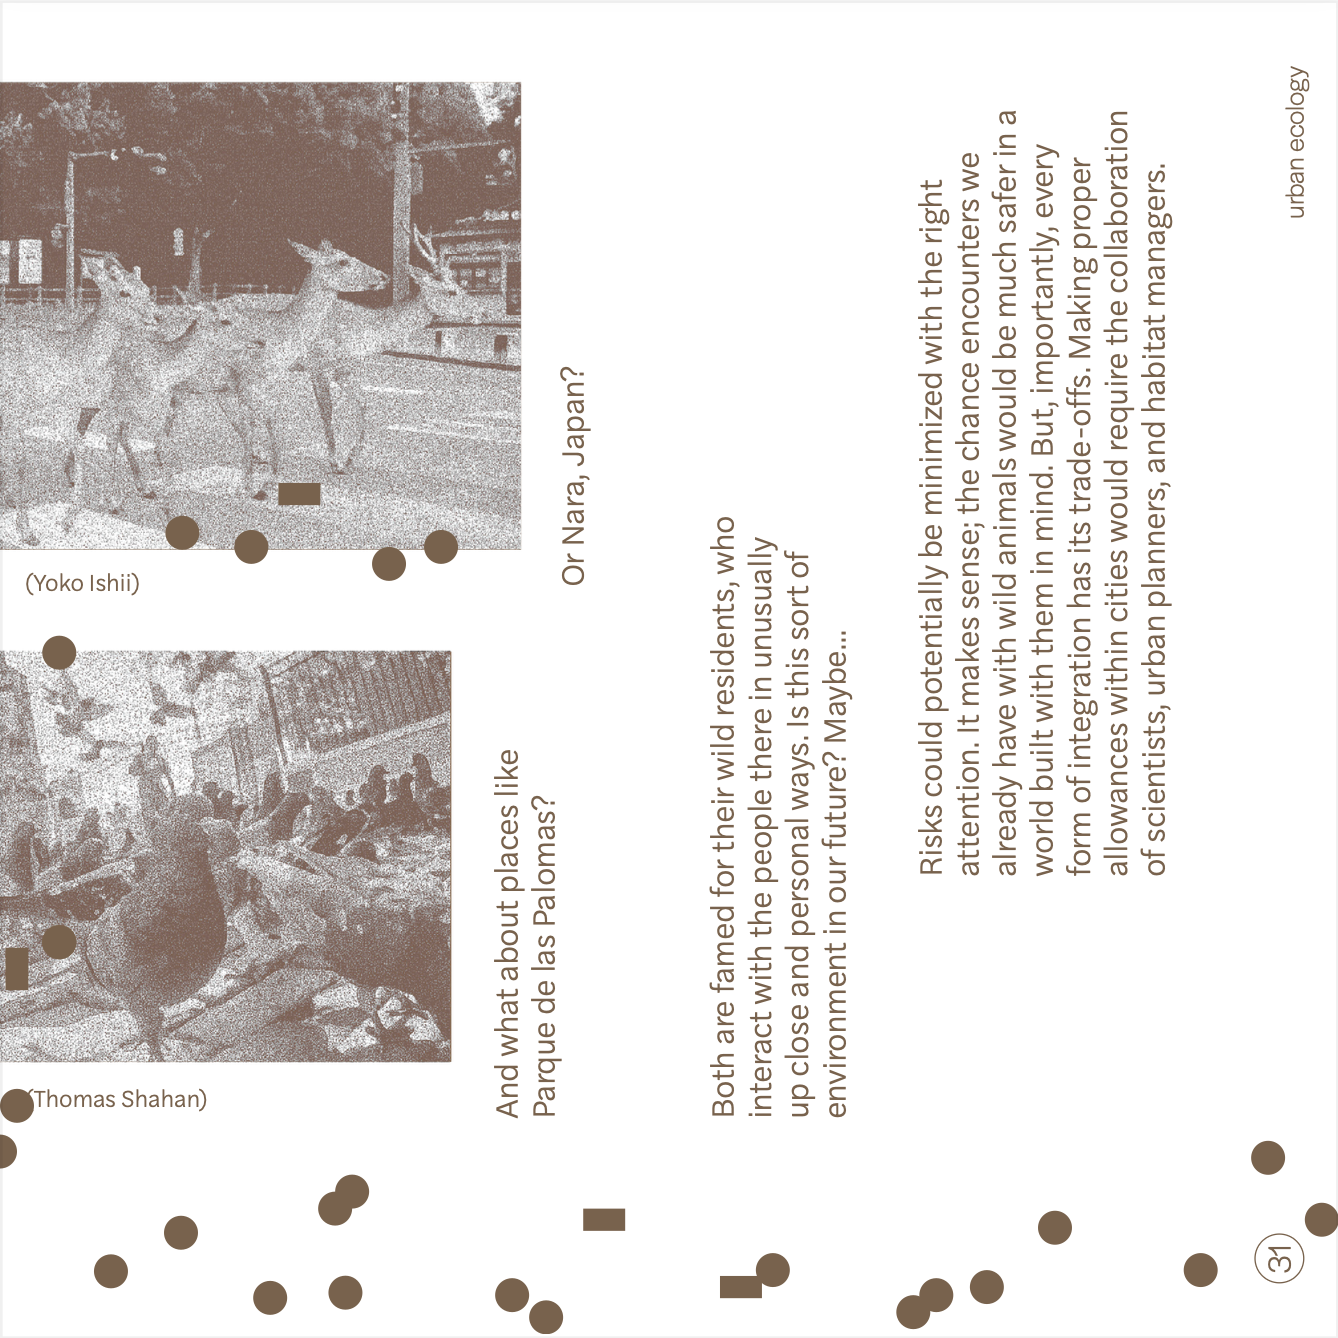 urban ecology
(Yoko Ishii)
Or Nara, Japan?
(Thomas Shahan)
And what about places like
Parque de las Palomas?
Both are famed for their wild residents, who
interact with the people there in unusually
up close and personal ways. Is this sort of
environment in our future? Maybe...
Risks could potentially be minimized with the right
attention. It makes sense; the chance encounters we
already have with wild animals would be much safer in a
world built with them in mind. But, importantly, every
form of integration has its trade-offs. Making proper
allowances within cities would require the collaboration
of scientists, urban planners, and habitat managers.
31